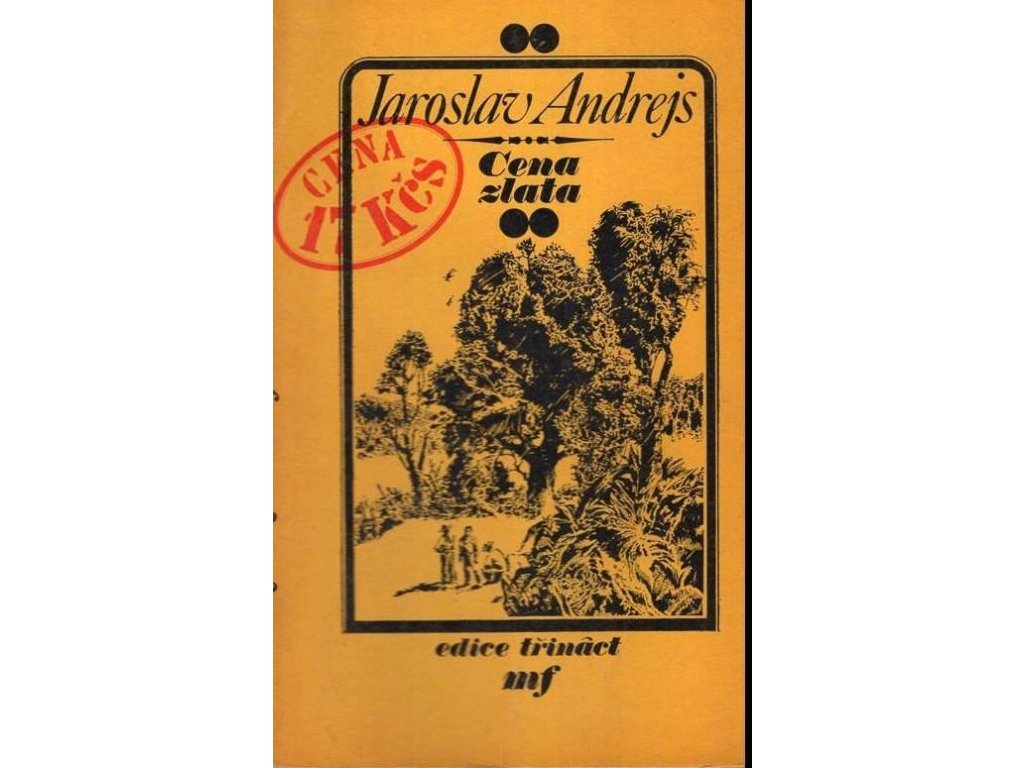 Jaroslav Andrejs
CENA
17 Kčs
Cena
zlata
edice třináct
mf